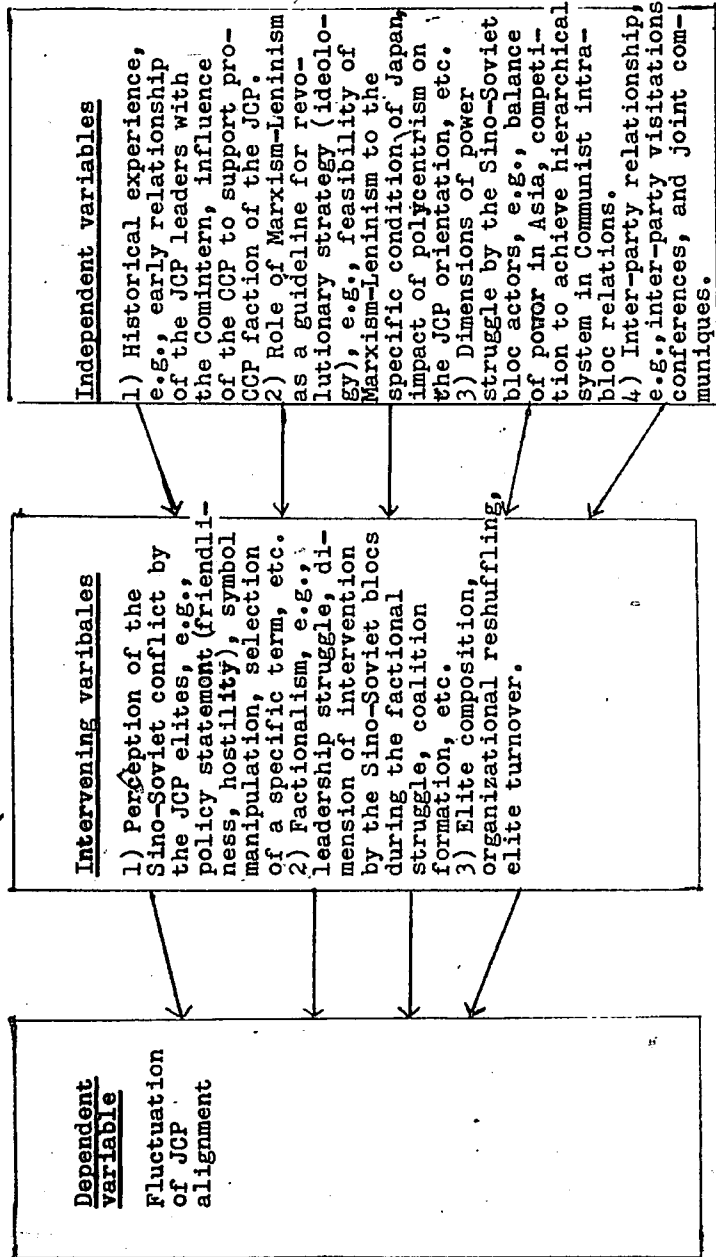 Dependent
variable
Fluctuation
of JCP
alignment
Intervening varibales
1) Perception of the
Sino-Soviet conflict by
the JCP elites, e.g.,
policy statement (friendli-
ness, hostility), symbol
manipulation, selection
of a specific term, etc.
2) Factionalism, e.g.,
leadership struggle, di-
mension of intervention
by the Sino-Soviet blocs
during the factional
struggle, coalition
formation, etc.
3) Elite composition,
organizational reshuffling,
elite turnover.
Independent variables
1) Historical experience,
e.g., early relationship
of the JCP leaders with
the Comintern, influence
of the CCP to support pro-
CCP faction of the JCP.
2) Role of Marxism-Leninism
as a guideline for revo-
lutionary strategy (ideolo-
gy), e.g., feasibility of
Marxism-Leninism to the
specific condition of Japan,
impact of polycentrism on
the JCP orientation, etc.
3) Dimensions of power
struggle by the Sino-Soviet
bloc actors, e.g., balance
of power in Asia, competi-
tion to achieve hierarchical
system in Communist intra-
bloc relations.
4) Inter-party relationship,
e.g., inter-party visitations
conferences, and joint com-
muniques.